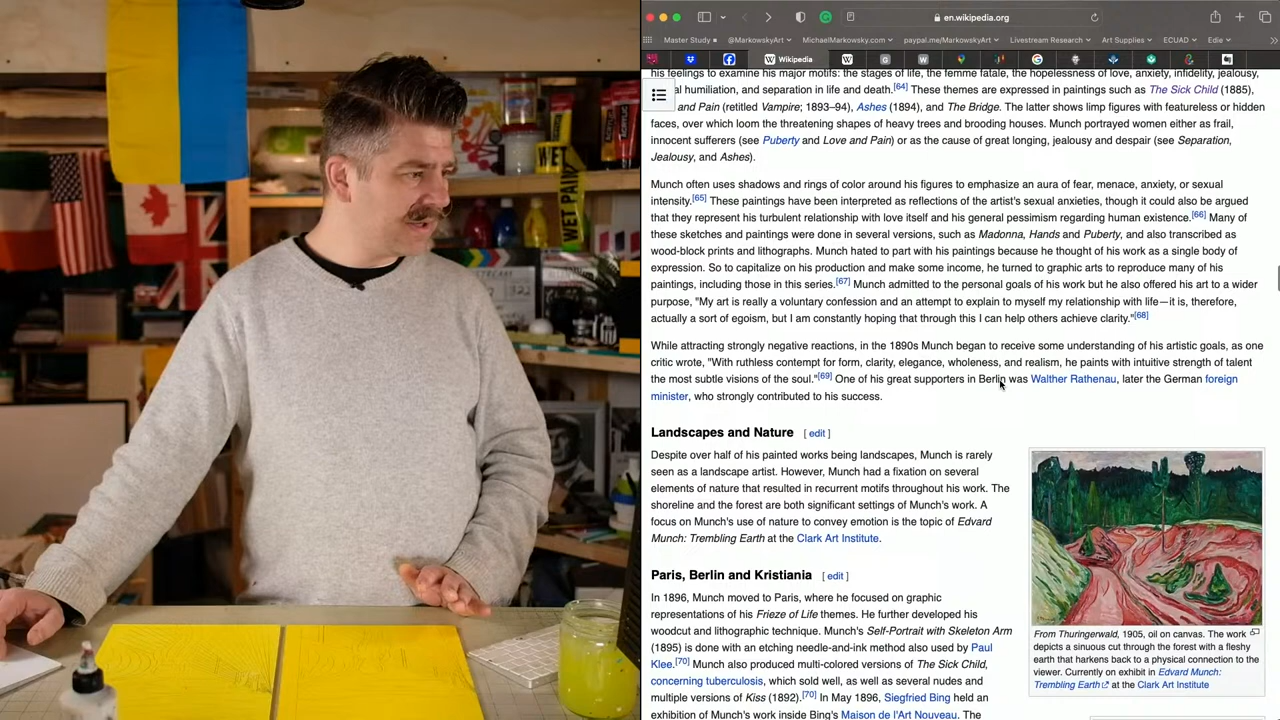 WET
WET PAINT
ACRYLIC
en.wikipedia.org
Master Study
@MarkowskyArt
MichaelMarkowsky.com
paypal.me/MarkowskyArt
Livestream Research
Art Supplies
ECUAD
Edie
Wikipedia
his feelings to examine his major motifs: the stages of life, the femme fatale, the hopelessness of love, anxiety, infidelity, jealousy,
al humiliation, and separation in life and death.[64] These themes are expressed in paintings such as The Sick Child (1885),
and Pain (retitled Vampire; 1893–94), Ashes (1894), and The Bridge. The latter shows limp figures with featureless or hidden
faces, over which loom the threatening shapes of heavy trees and brooding houses. Munch portrayed women either as frail,
innocent sufferers (see Puberty and Love and Pain) or as the cause of great longing, jealousy and despair (see Separation,
Jealousy, and Ashes).
Munch often uses shadows and rings of color around his figures to emphasize an aura of fear, menace, anxiety, or sexual
intensity.[65] These paintings have been interpreted as reflections of the artist's sexual anxieties, though it could also be argued
that they represent his turbulent relationship with love itself and his general pessimism regarding human existence.[66] Many of
these sketches and paintings were done in several versions, such as Madonna, Hands and Puberty, and also transcribed as
wood-block prints and lithographs. Munch hated to part with his paintings because he thought of his work as a single body of
expression. So to capitalize on his production and make some income, he turned to graphic arts to reproduce many of his
paintings, including those in this series.[67] Munch admitted to the personal goals of his work but he also offered his art to a wider
purpose, "My art is really a voluntary confession and an attempt to explain to myself my relationship with life—it is, therefore,
actually a sort of egoism, but I am constantly hoping that through this I can help others achieve clarity."[68]
While attracting strongly negative reactions, in the 1890s Munch began to receive some understanding of his artistic goals, as one
critic wrote, "With ruthless contempt for form, clarity, elegance, wholeness, and realism, he paints with intuitive strength of talent
the most subtle visions of the soul."[69] One of his great supporters in Berlin was Walther Rathenau, later the German foreign
minister, who strongly contributed to his success.
Landscapes and Nature [ edit ]
Despite over half of his painted works being landscapes, Munch is rarely
seen as a landscape artist. However, Munch had a fixation on several
elements of nature that resulted in recurrent motifs throughout his work. The
shoreline and the forest are both significant settings of Munch's work. A
focus on Munch's use of nature to convey emotion is the topic of Edvard
Munch: Trembling Earth at the Clark Art Institute.
From Thuringerwald, 1905, oil on canvas. The work
depicts a sinuous cut through the forest with a fleshy
earth that harkens back to a physical connection to the
viewer. Currently on exhibit in Edvard Munch:
Trembling Earth at the Clark Art Institute
Paris, Berlin and Kristiania [ edit ]
In 1896, Munch moved to Paris, where he focused on graphic
representations of his Frieze of Life themes. He further developed his
woodcut and lithographic technique. Munch's Self-Portrait with Skeleton Arm
(1895) is done with an etching needle-and-ink method also used by Paul
Klee.[70] Munch also produced multi-colored versions of The Sick Child,
concerning tuberculosis, which sold well, as well as several nudes and
multiple versions of Kiss (1892).[70] In May 1896, Siegfried Bing held an
exhibition of Munch's work inside Bing's Maison de l'Art Nouveau. The